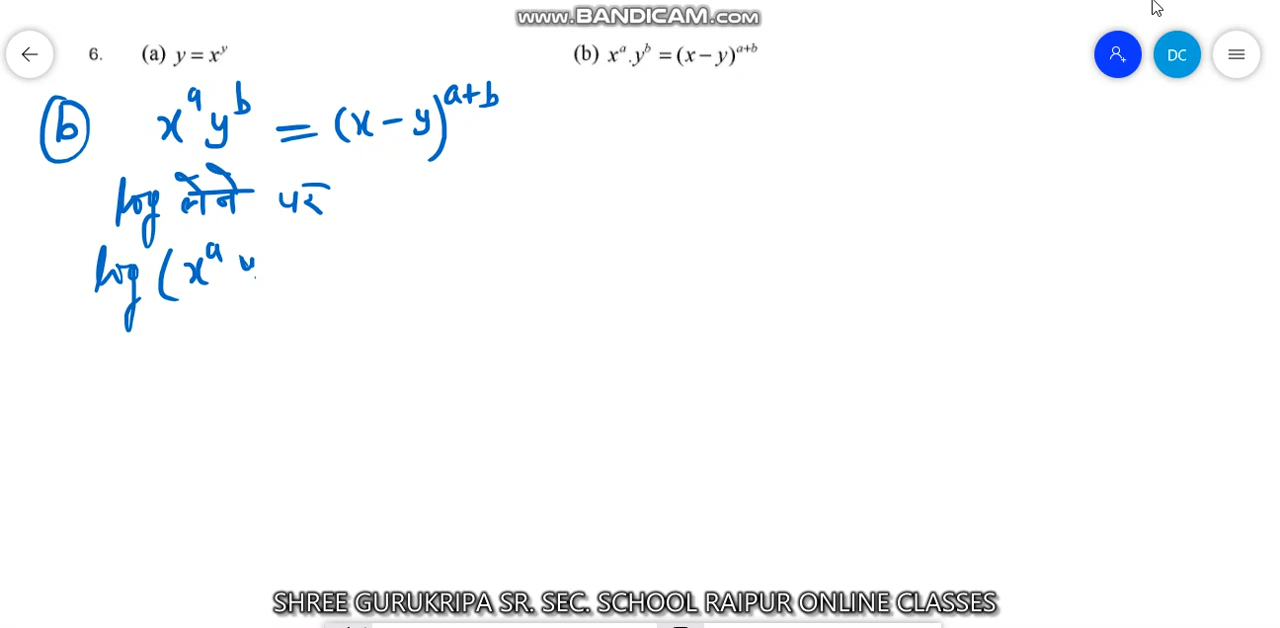 www.BANDICAM.com
6. (a) y = x^y (b) x^a.y^b = (x – y)^{a+b}
DC
(b) x^a y^b = (x – y)^{a+b}
log लेने पर
log (x^a y
SHREE GURUKRIPA SR. SEC. SCHOOL RAIPUR ONLINE CLASSES